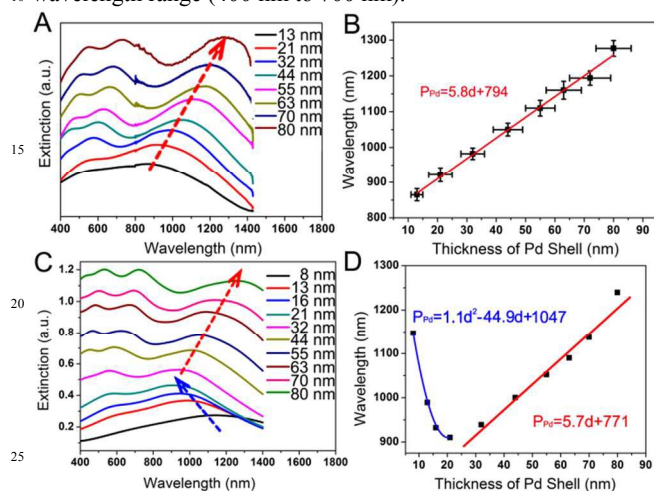 % wavelength range (400 nm to 700 nm).
A
13 nm
21 nm
32 nm
44 nm
55 nm
63 nm
70 nm
80 nm
Extinction (a.u.)
400 600 800 1000 1200 1400 1600 1800
Wavelength (nm)
15
B
1300
1200
1100
1000
900
800
Wavelength (nm)
P_Pd=5.8d+794
10 20 30 40 50 60 70 80 90
Thickness of Pd Shell (nm)
C
8 nm
13 nm
16 nm
21 nm
32 nm
44 nm
55 nm
63 nm
70 nm
80 nm
1.2
1.0
0.8
0.6
0.4
0.2
Extinction (a.u.)
400 600 800 1000 1200 1400 1600 1800
Wavelength (nm)
20
25
D
1300
1200
1100
1000
900
Wavelength (nm)
P_Pd=1.1d²-44.9d+1047
P_Pd=5.7d+771
10 20 30 40 50 60 70 80 90
Thickness of Pd Shell (nm)